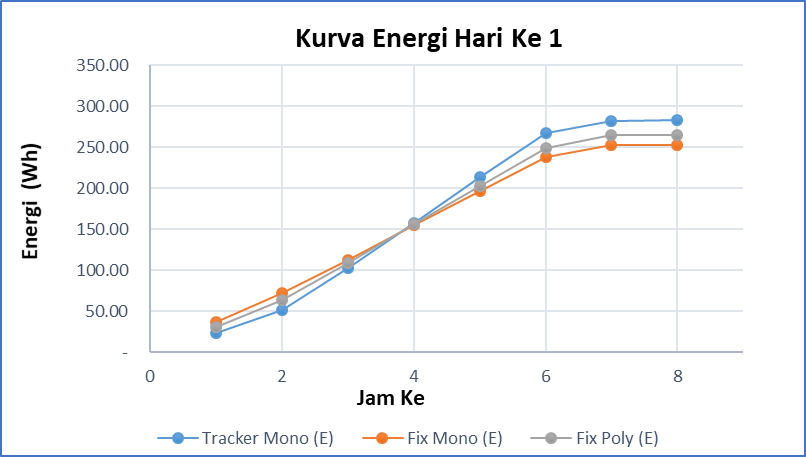 Kurva Energi Hari Ke 1
350.00
300.00
250.00
200.00
150.00
100.00
50.00
-
Energi (Wh)
0 2 4 6 8
Jam Ke
Tracker Mono (E) Fix Mono (E) Fix Poly (E)